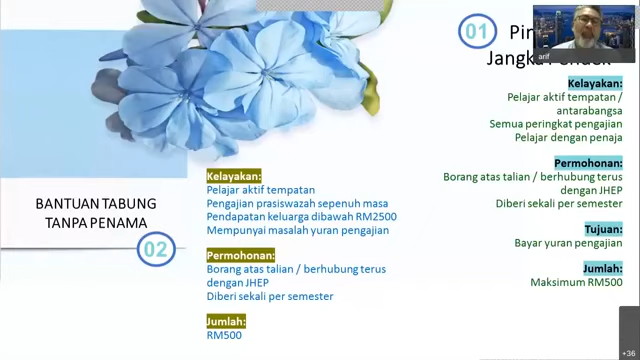 01
Jangka
Kelayakan:
Pelajar aktif tempatan /
antarabangsa
Semua peringkat pengajian
Pelajar dengan penaja
Permohonan:
Borang atas talian / berhubung terus
dengan JHEP
Diberi sekali per semester
Tujuan:
Bayar yuran pengajian
Jumlah:
Maksimum RM500
arif
BANTUAN TABUNG
TANPA PENAMA
02
Kelayakan:
Pelajar aktif tempatan
Pengajian prasiswazah sepenuh masa
Pendapatan keluarga dibawah RM2500
Mempunyai masalah yuran pengajian
Permohonan:
Borang atas talian / berhubung terus
dengan JHEP
Diberi sekali per semester
Jumlah:
RM500
+36